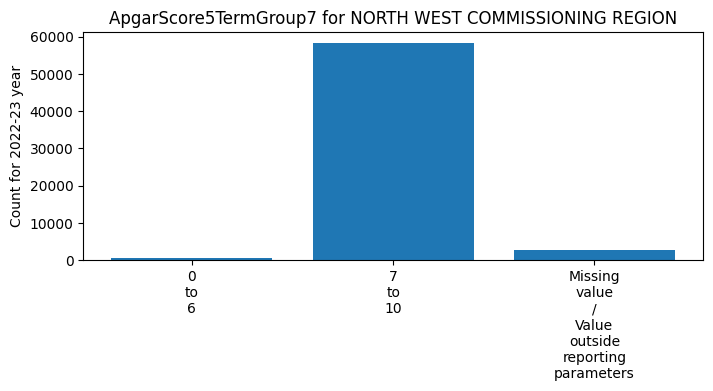 ApgarScore5TermGroup7 for NORTH WEST COMMISSIONING REGION
Count for 2022-23 year
60000
50000
40000
30000
20000
10000
0
0
to
6
7
to
10
Missing
value
/
Value
outside
reporting
parameters